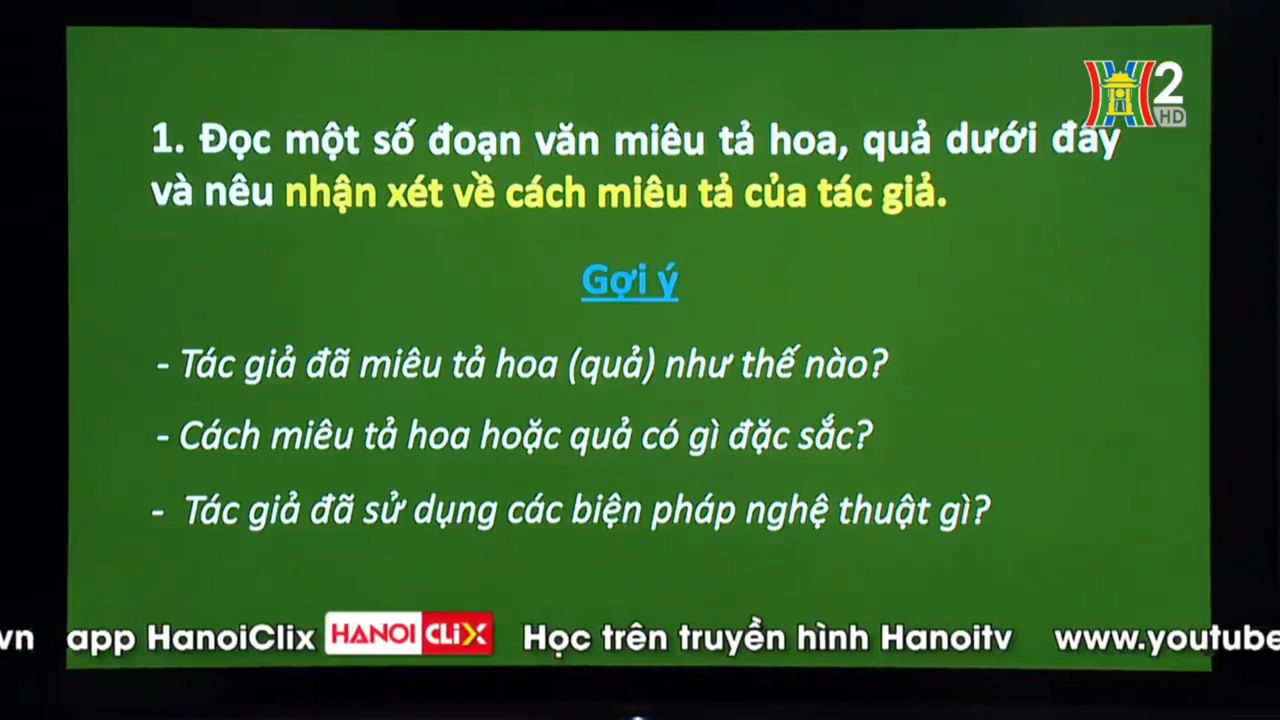 2
HD
1. Đọc một số đoạn văn miêu tả hoa, quả dưới đây
và nêu nhận xét về cách miêu tả của tác giả.
Gợi ý
- Tác giả đã miêu tả hoa (quả) như thế nào?
- Cách miêu tả hoa hoặc quả có gì đặc sắc?
- Tác giả đã sử dụng các biện pháp nghệ thuật gì?
vn app HanoiClix HANOI CLiX Học trên truyền hình Hanoitv www.youtube